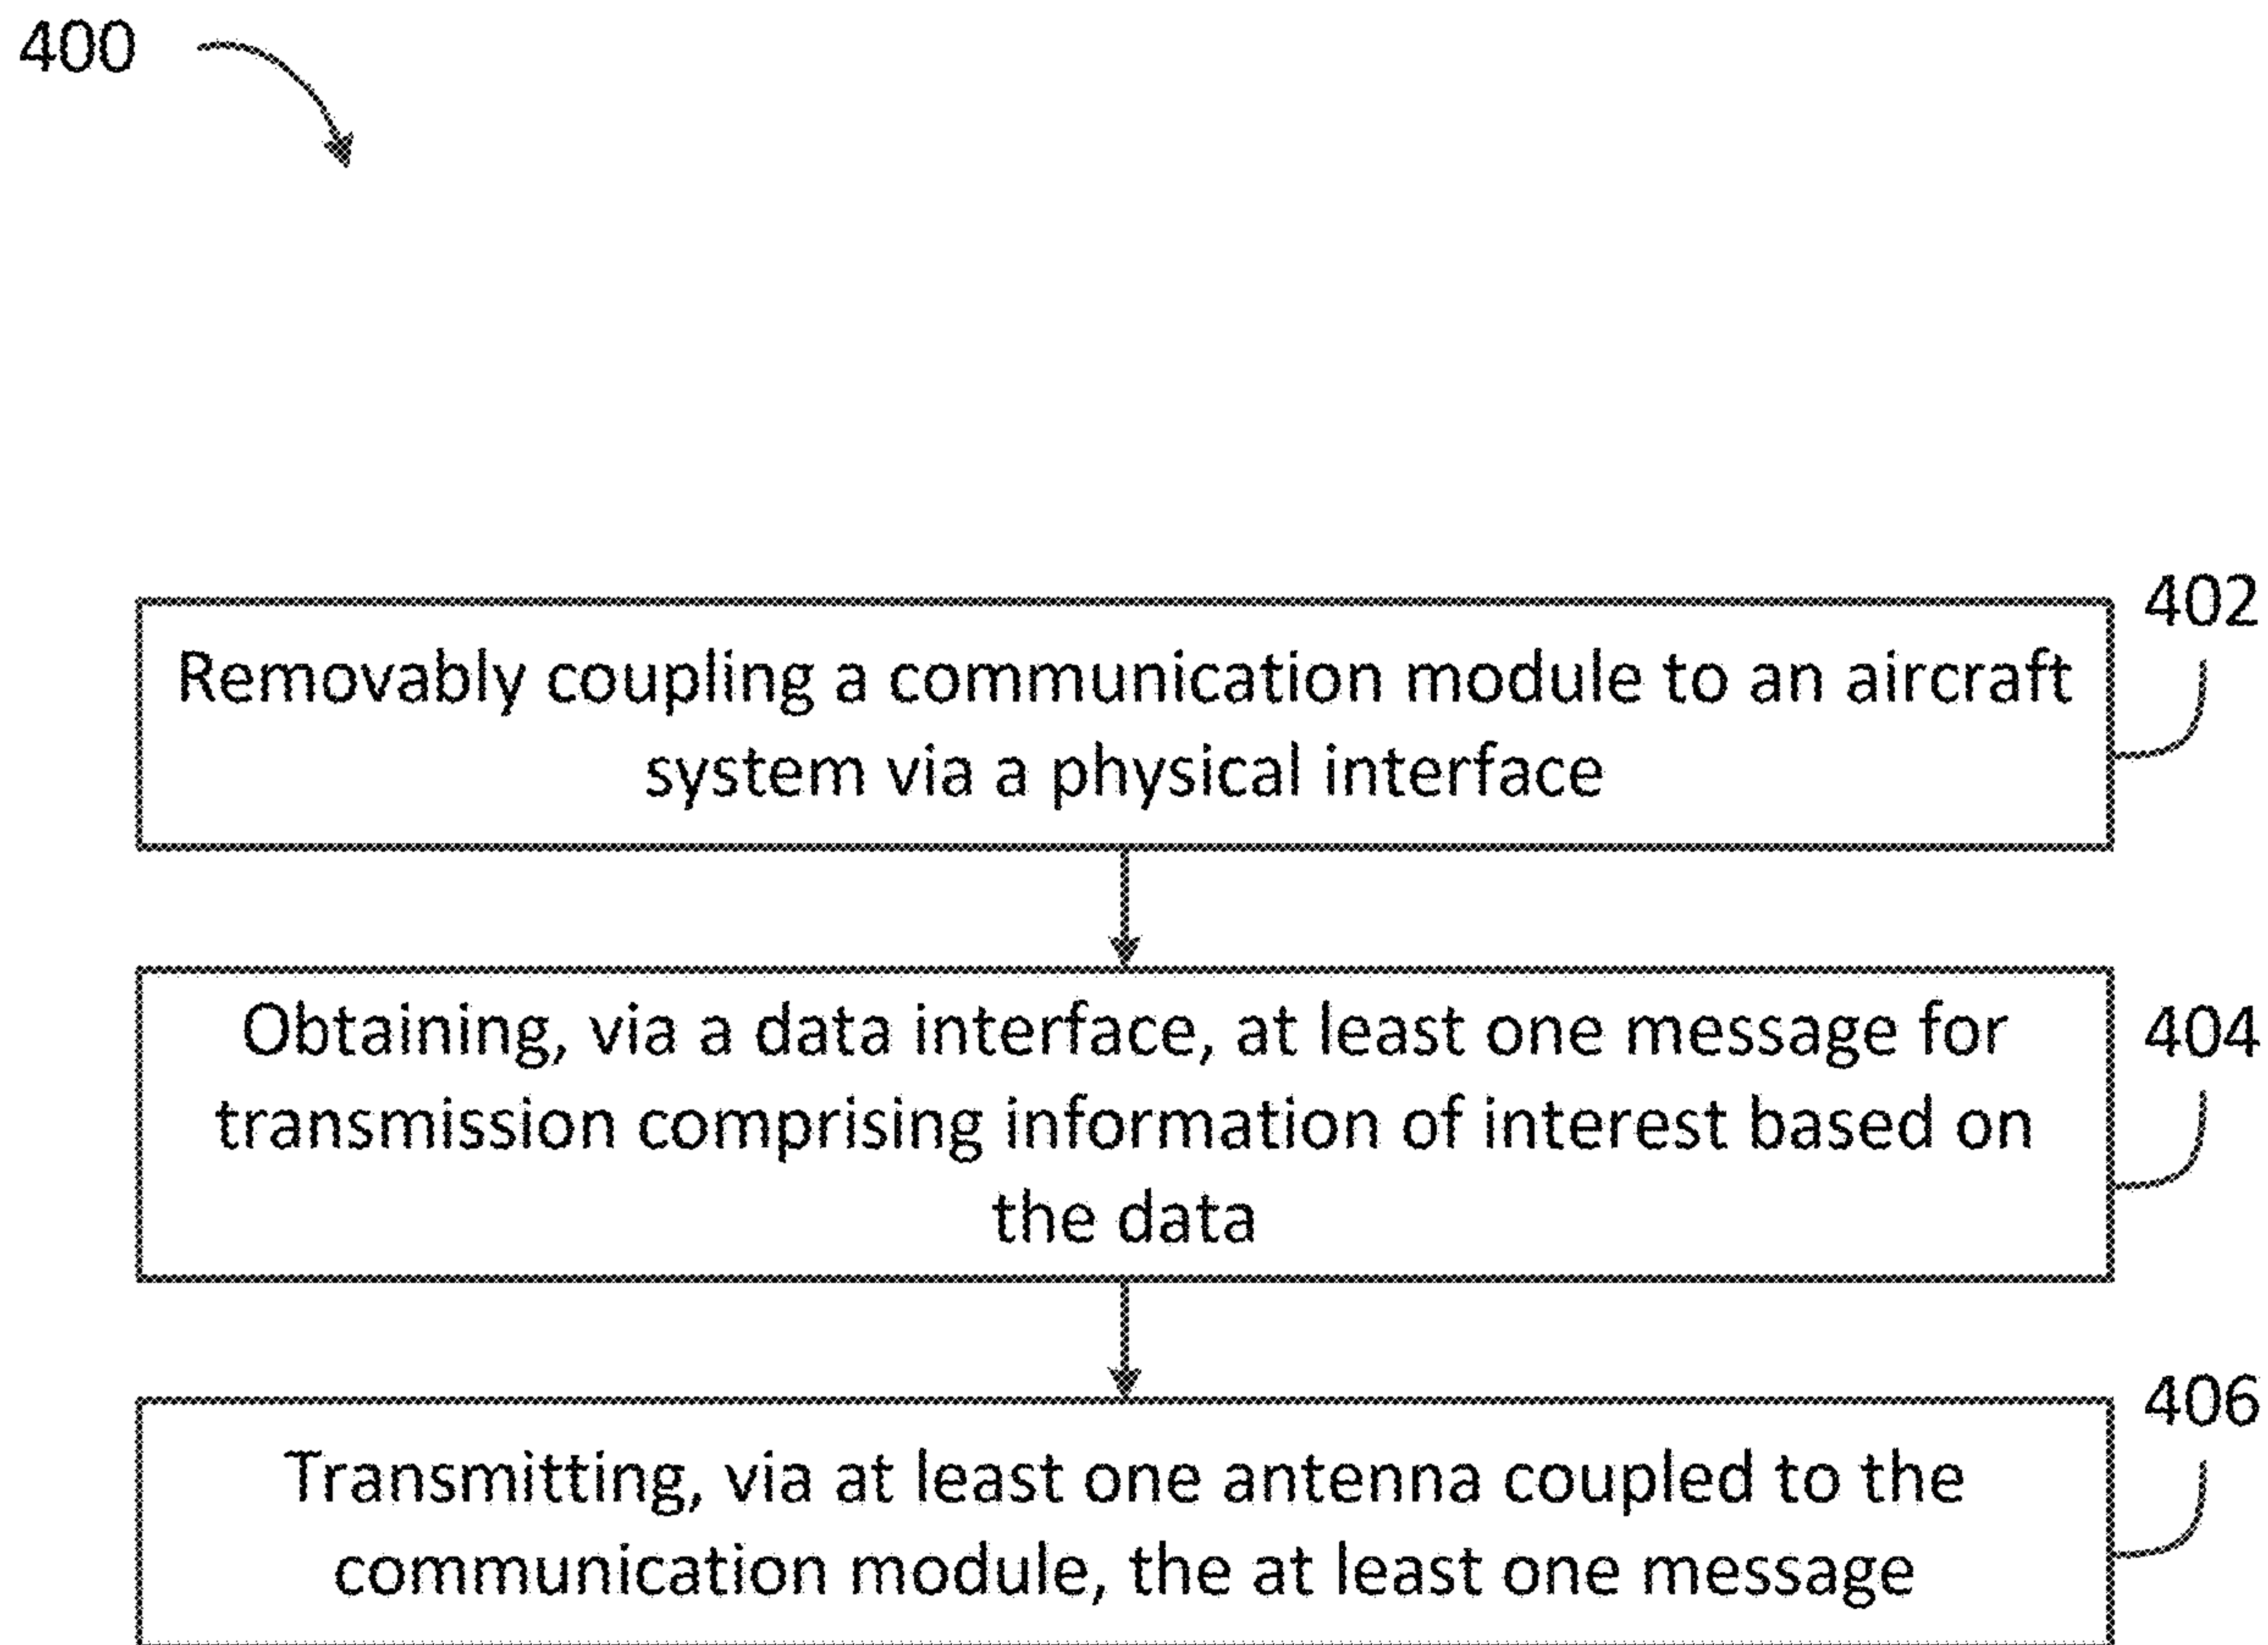 400
402
Removably coupling a communication module to an aircraft
system via a physical interface
404
Obtaining, via a data interface, at least one message for
transmission comprising information of interest based on
the data
406
Transmitting, via at least one antenna coupled to the
communication module, the at least one message